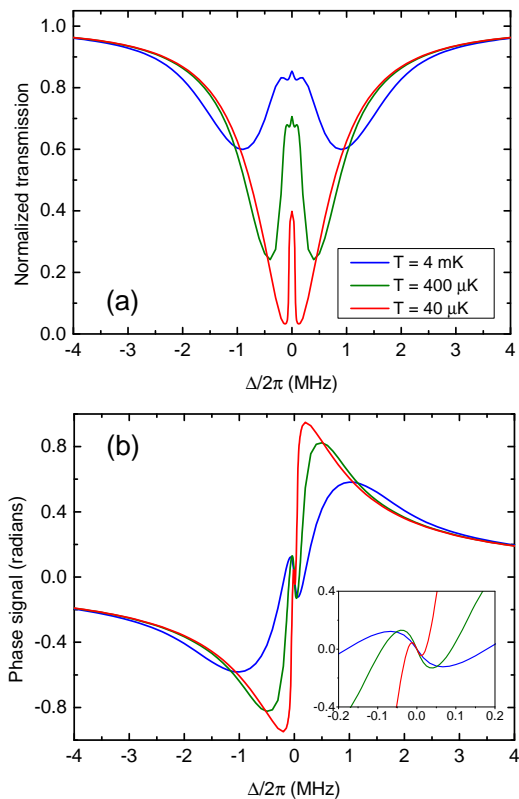 1.0
0.8
0.6
0.4
0.2
0.0
Normalized transmission
(a)
T = 4 mK
T = 400 μK
T = 40 μK
-4 -3 -2 -1 0 1 2 3 4
Δ/2π (MHz)
(b)
0.8
0.4
0.0
-0.4
-0.8
Phase signal (radians)
0.4
0.0
-0.4
-0.2 -0.1 0.0 0.1 0.2
-4 -3 -2 -1 0 1 2 3 4
Δ/2π (MHz)